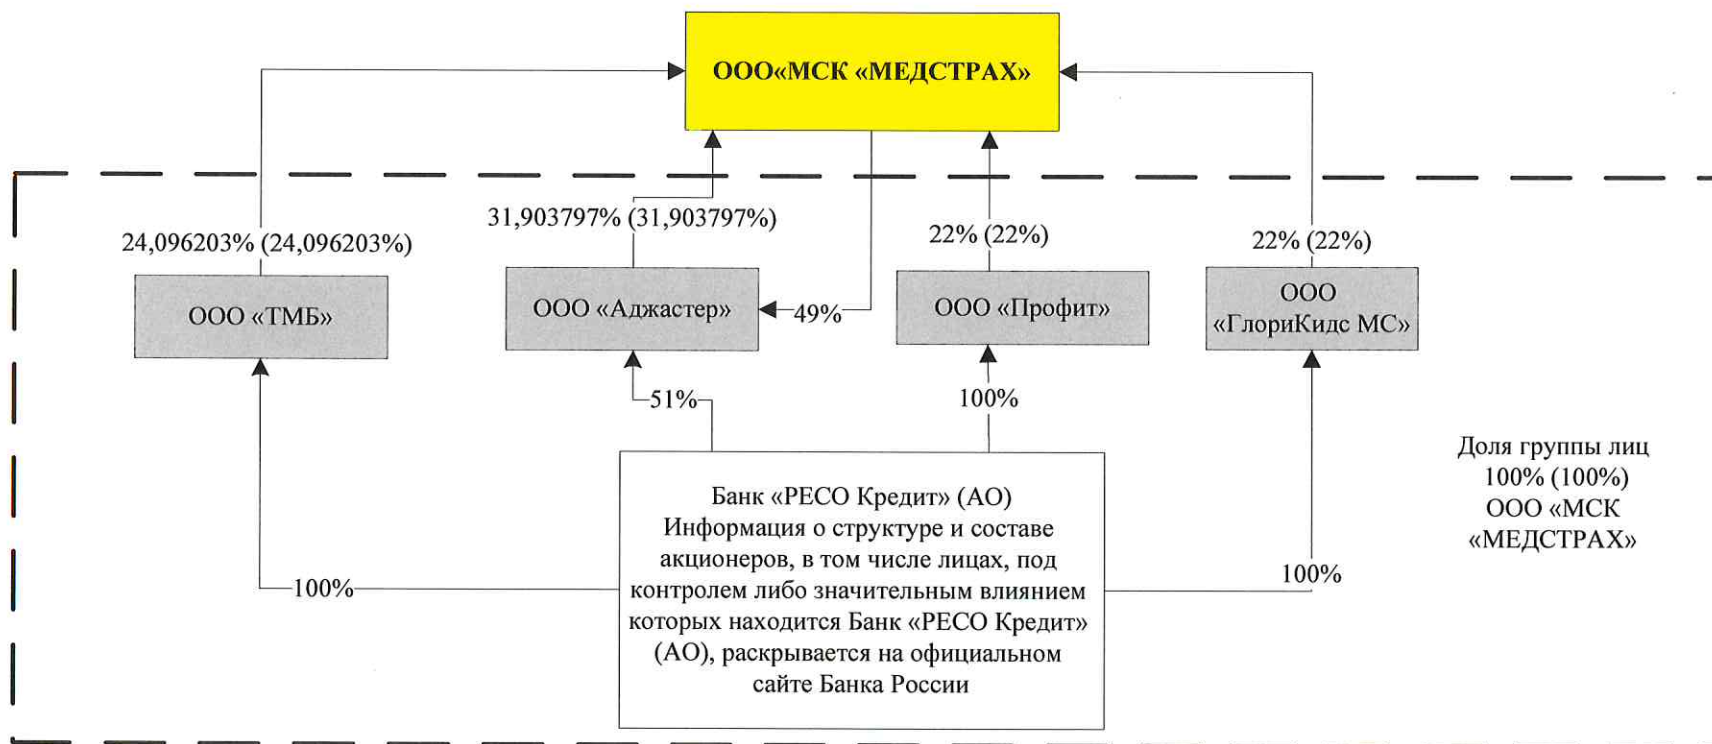 ООО«МСК «МЕДСТРАХ»
24,096203% (24,096203%)
31,903797% (31,903797%)
22% (22%)
22% (22%)
ООО «ТМБ»
ООО «Аджастер»
49%
ООО «Профит»
ООО
«ГлориКидс МС»
51%
100%
100%
100%
Банк «РЕСО Кредит» (АО)
Информация о структуре и составе
акционеров, в том числе лицах, под
контролем либо значительным влиянием
которых находится Банк «РЕСО Кредит»
(АО), раскрывается на официальном
сайте Банка России
Доля группы лиц
100% (100%)
ООО «МСК
«МЕДСТРАХ»